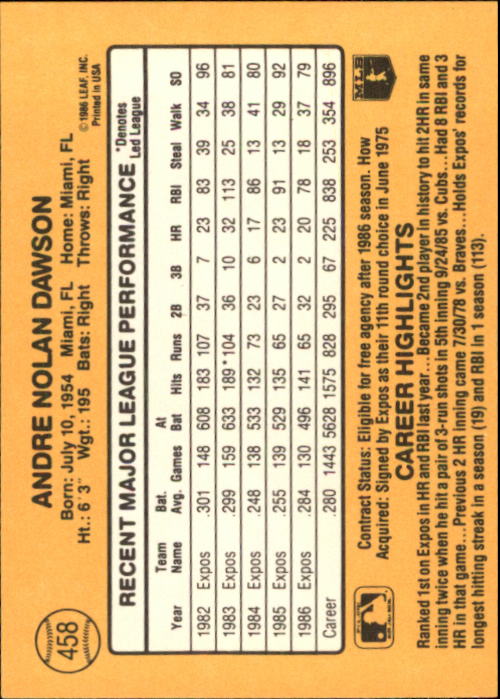 458
ANDRE NOLAN DAWSON
Born: July 10, 1954 Miami, FL Home: Miami, FL
Ht.: 6'3" Wgt.: 195 Bats: Right Throws: Right
© 1986 LEAF, INC.
Printed in USA
RECENT MAJOR LEAGUE PERFORMANCE *Denotes Led League
Year Team Name Bat. Avg. Games At Bat Hits Runs 2B 3B HR RBI Steal Walk SO
1982 Expos .301 148 608 183 107 37 7 23 83 39 34 96
1983 Expos .299 159 633 189* 104 36 10 32 113 25 38 81
1984 Expos .248 138 533 132 73 23 6 17 86 13 41 80
1985 Expos .255 139 529 135 65 27 2 23 91 13 29 92
1986 Expos .284 130 496 141 65 32 2 20 78 18 37 79
Career .280 1443 5628 1575 828 295 67 225 838 253 354 896
Contract Status: Eligible for free agency after 1986 season. How
Acquired: Signed by Expos as their 11th round choice in June 1975
MLB
CAREER HIGHLIGHTS
Ranked 1st on Expos in HR and RBI last year...Became 2nd player in history to hit 2HR in same
inning twice when he hit a pair of 3-run shots in 5th inning 9/24/85 vs. Cubs...Had 8 RBI and 3
HR in that game...Previous 2 HR inning came 7/30/78 vs. Braves...Holds Expos' records for
longest hitting streak in a season (19) and RBI in 1 season (113).